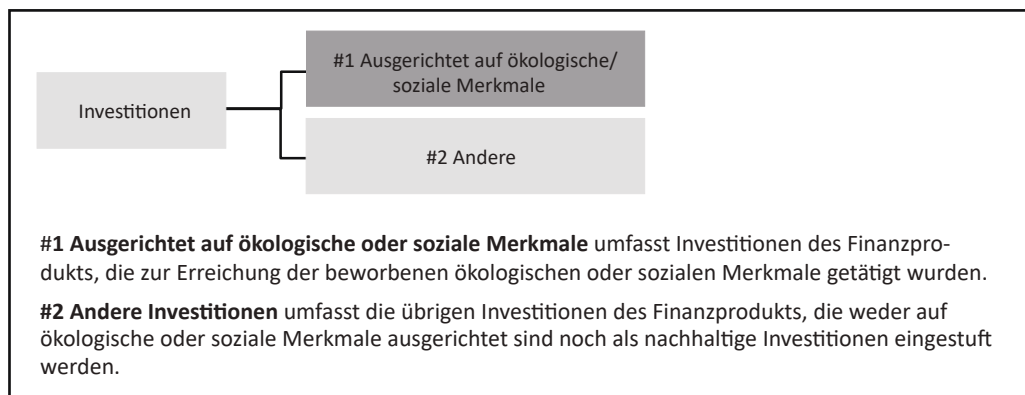 #1 Ausgerichtet auf ökologische/
soziale Merkmale
Investitionen
#2 Andere
#1 Ausgerichtet auf ökologische oder soziale Merkmale umfasst Investitionen des Finanzpro-
dukts, die zur Erreichung der beworbenen ökologischen oder sozialen Merkmale getätigt wurden.
#2 Andere Investitionen umfasst die übrigen Investitionen des Finanzprodukts, die weder auf
ökologische oder soziale Merkmale ausgerichtet sind noch als nachhaltige Investitionen eingestuft
werden.